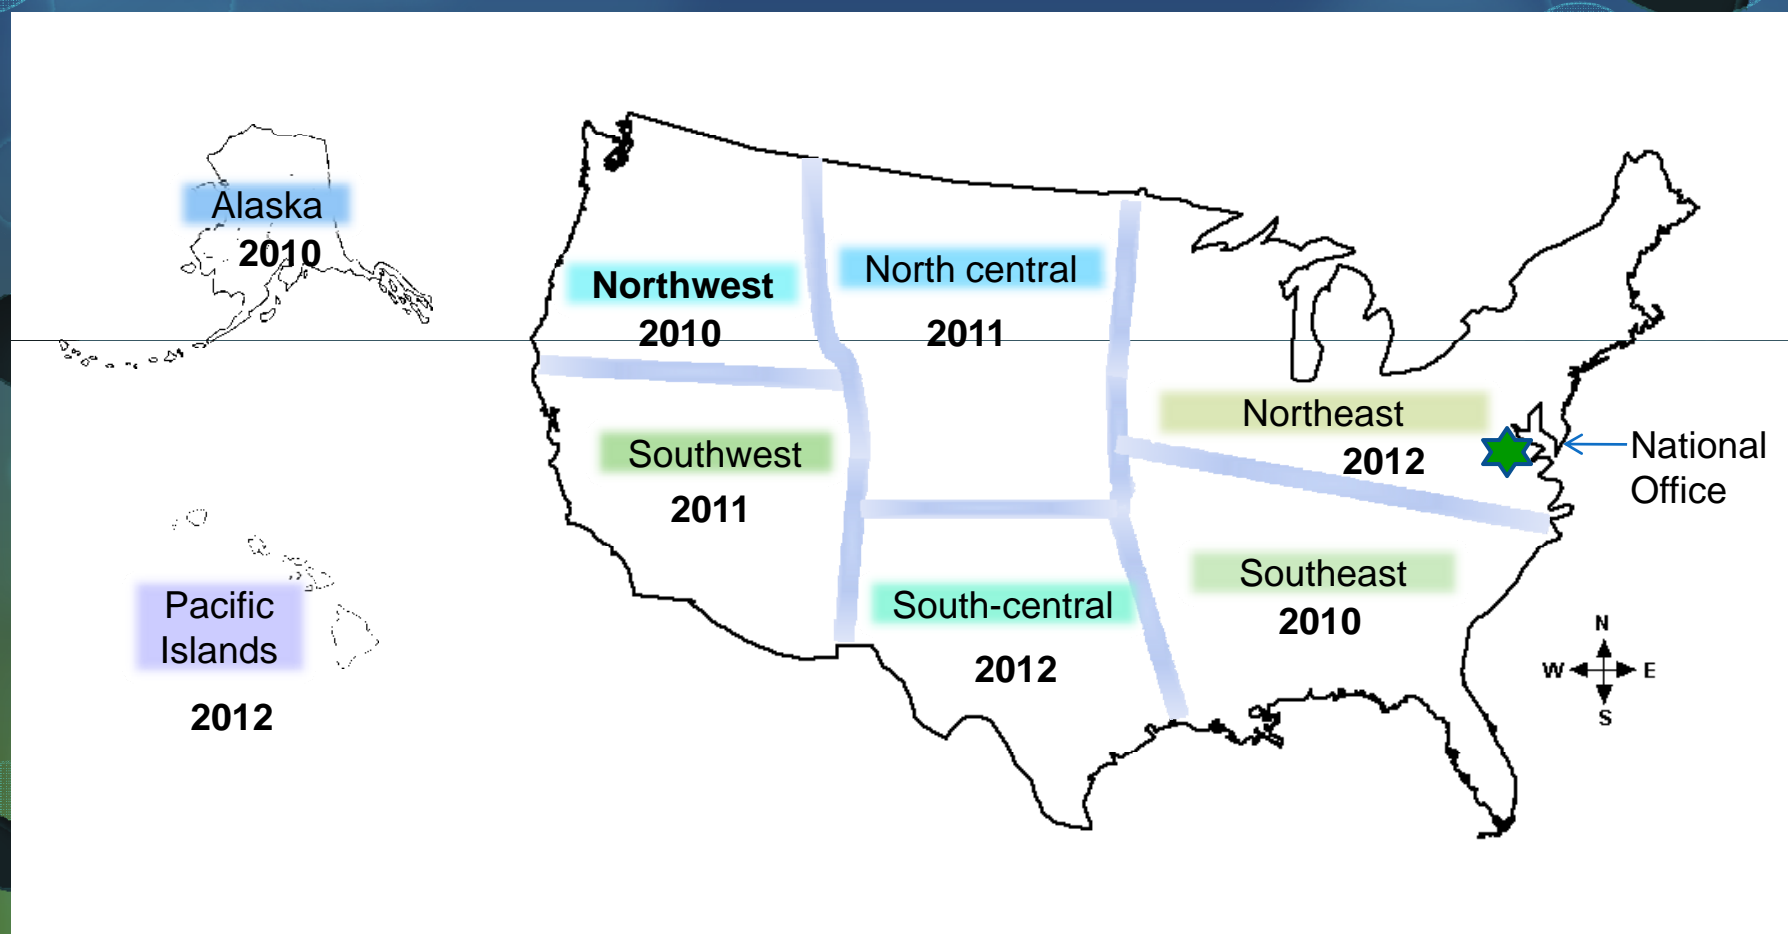 Alaska
2010
Northwest
2010
North central
2011
Northeast
2012
National
Office
Southwest
2011
Pacific
Islands
2012
South-central
2012
Southeast
2010
N
W
E
S